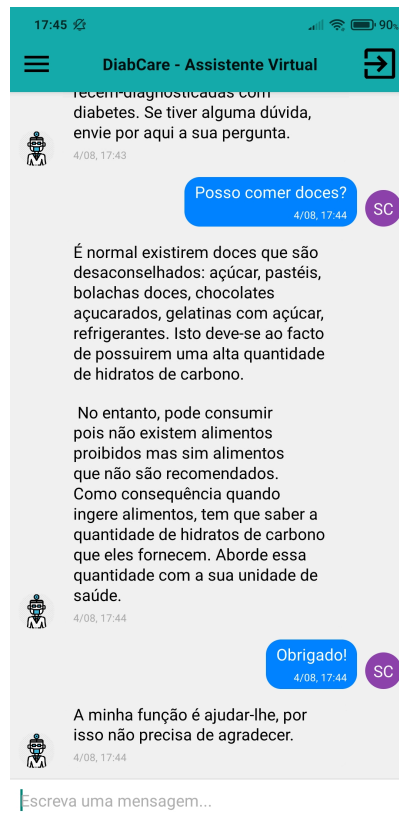 17:45 90%
DiabCare - Assistente Virtual
recém-diagnosticadas com
diabetes. Se tiver alguma dúvida,
envie por aqui a sua pergunta.
4/08, 17:43
Posso comer doces?
4/08, 17:44
SC
É normal existirem doces que são
desaconselhados: açúcar, pastéis,
bolachas doces, chocolates
açucarados, gelatinas com açúcar,
refrigerantes. Isto deve-se ao facto
de possuirem uma alta quantidade
de hidratos de carbono.
No entanto, pode consumir
pois não existem alimentos
proibidos mas sim alimentos
que não são recomendados.
Como consequência quando
ingere alimentos, tem que saber a
quantidade de hidratos de carbono
que eles fornecem. Aborde essa
quantidade com a sua unidade de
saúde.
4/08, 17:44
Obrigado!
4/08, 17:44
SC
A minha função é ajudar-lhe, por
isso não precisa de agradecer.
4/08, 17:44
Escreva uma mensagem...